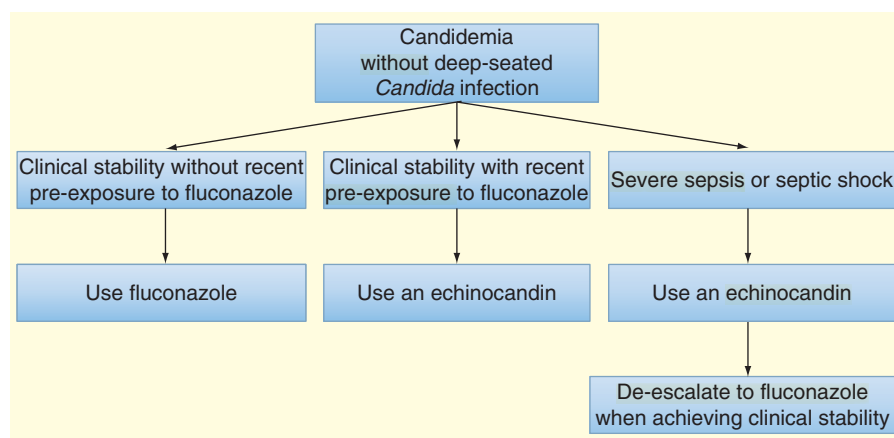 Candidemia
without deep-seated
Candida infection
Clinical stability without recent
pre-exposure to fluconazole
Clinical stability with recent
pre-exposure to fluconazole
Severe sepsis or septic shock
Use fluconazole
Use an echinocandin
Use an echinocandin
De-escalate to fluconazole
when achieving clinical stability